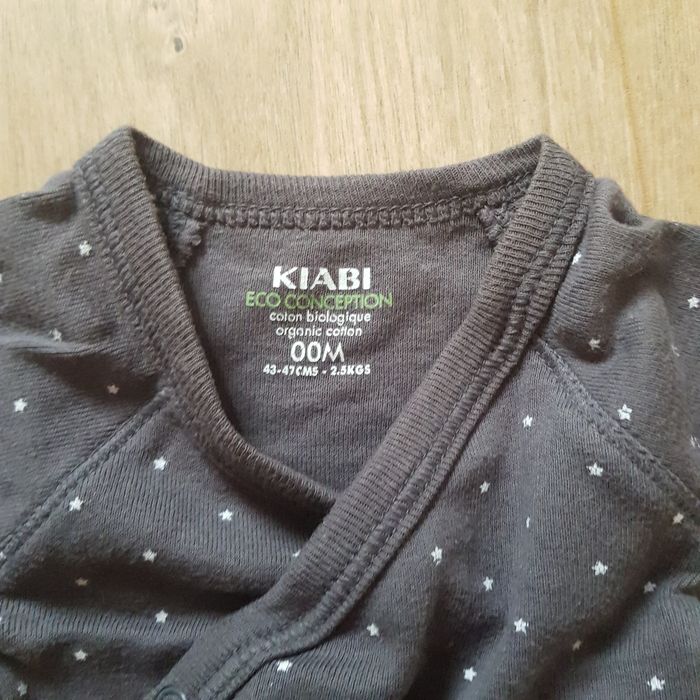 KIABI
ECO CONCEPTION
coton biologique
organic cotton
00M
43-47CMS - 2.5KGS